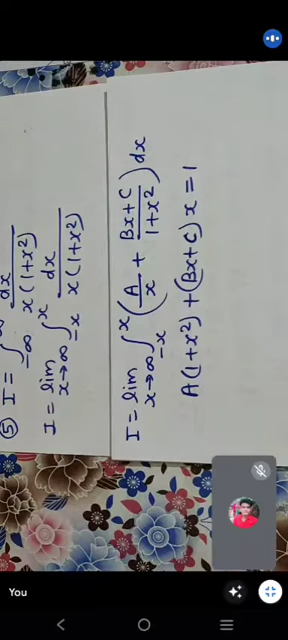 ⑤ I = ∫_{-∞}^{∞} dx / x(1+x²)
I = lim_{x→∞} ∫_{-x}^{x} dx / x(1+x²)
I = lim_{x→∞} ∫_{-x}^{x} (A/x + (Bx+C)/(1+x²)) dx
A(1+x²) + (Bx+C)x = 1
You